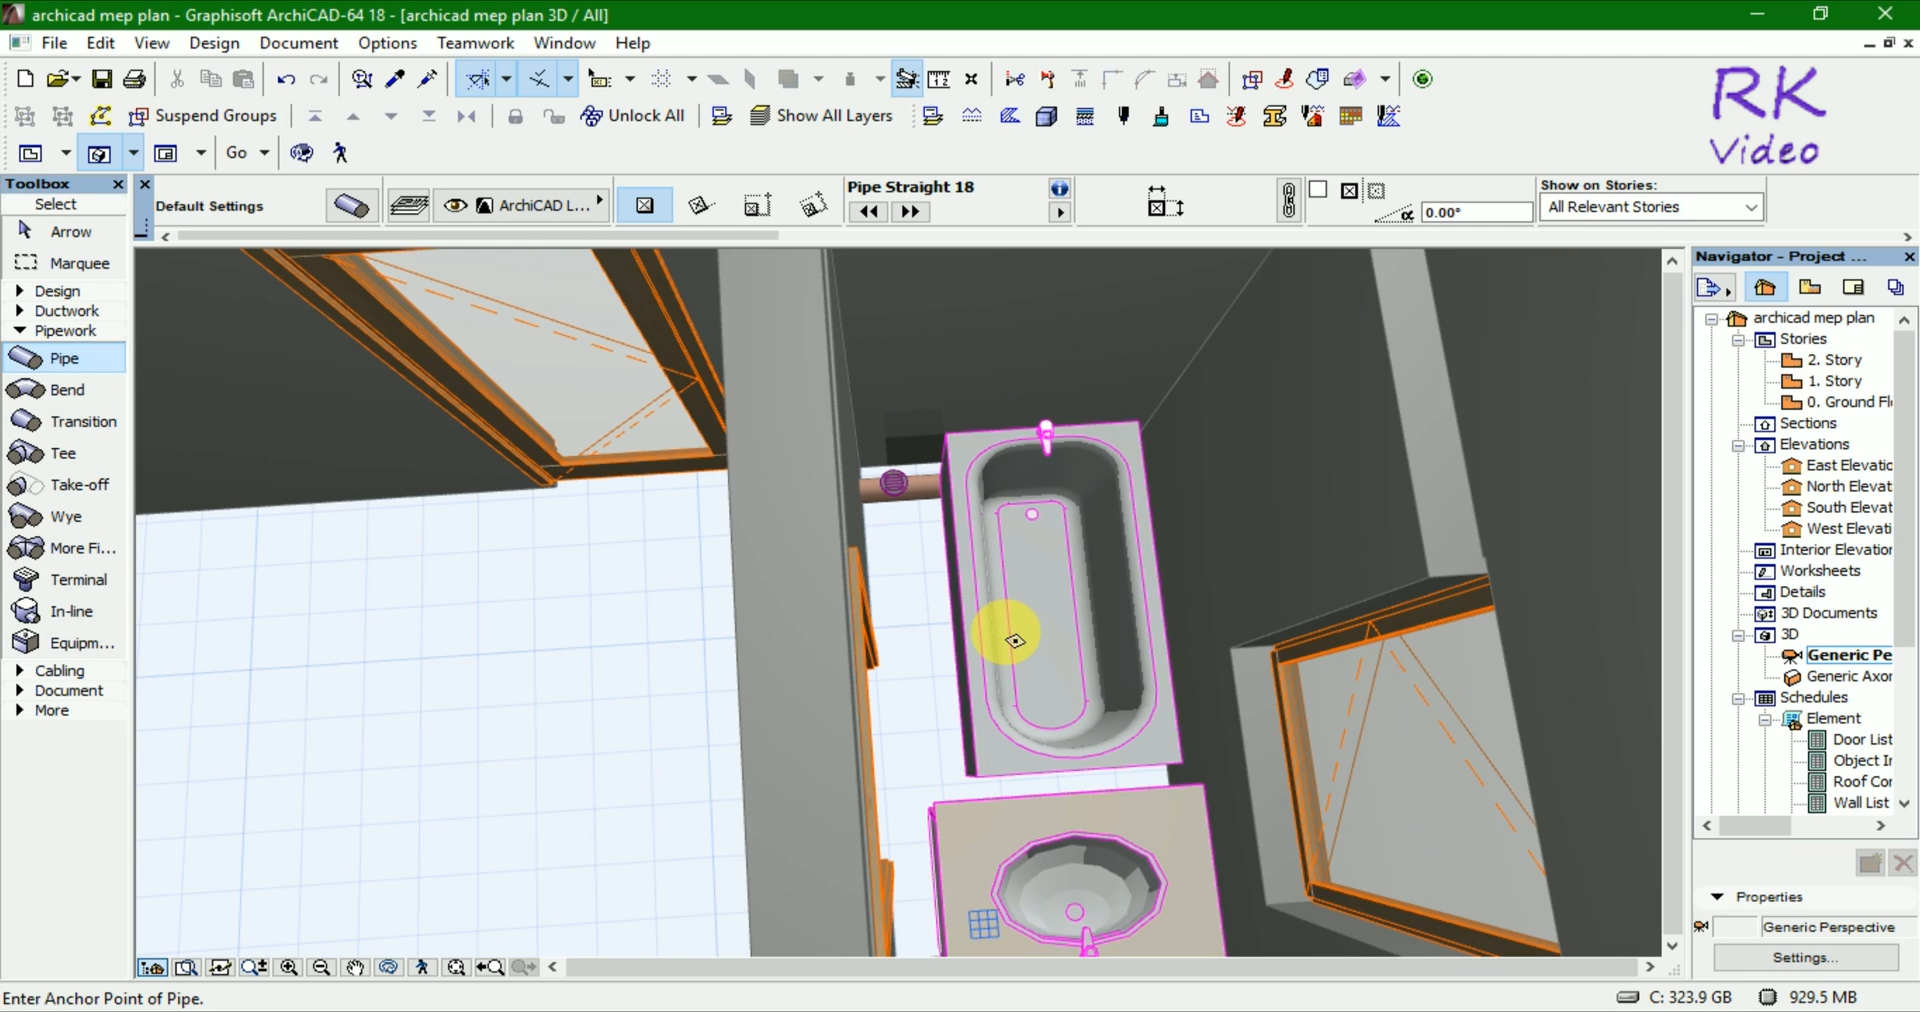 archicad mep plan - Graphisoft ArchiCAD-64 18 - [archicad mep plan 3D / All]
File Edit View Design Document Options Teamwork Window Help
RK
Video
Suspend Groups Unlock All Show All Layers
Go
Toolbox
Select
Arrow
Marquee
Design
Ductwork
Pipework
Pipe
Bend
Transition
Tee
Take-off
Wye
More Fi...
Terminal
In-line
Equipm...
Cabling
Document
More
Default Settings
ArchiCAD L...
Pipe Straight 18
α 0.00°
Show on Stories:
All Relevant Stories
Navigator - Project ...
archicad mep plan
Stories
2. Story
1. Story
0. Ground Fl
Sections
Elevations
East Elevatic
North Elevat
South Elevat
West Elevati
Interior Elevation
Worksheets
Details
3D Documents
3D
Generic Pe
Generic Axor
Schedules
Element
Door List
Object Ir
Roof Cor
Wall List
Properties
Generic Perspective
Settings...
Enter Anchor Point of Pipe.
C: 323.9 GB 929.5 MB